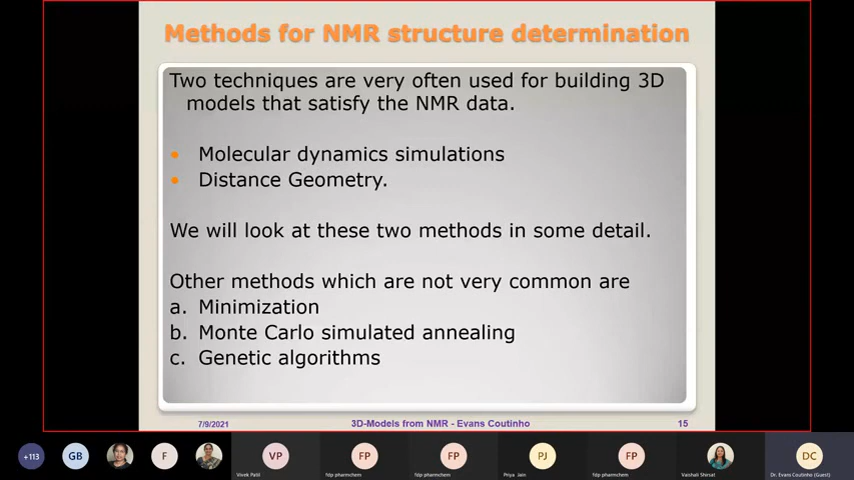 Methods for NMR structure determination
Two techniques are very often used for building 3D
models that satisfy the NMR data.
• Molecular dynamics simulations
• Distance Geometry.
We will look at these two methods in some detail.
Other methods which are not very common are
a. Minimization
b. Monte Carlo simulated annealing
c. Genetic algorithms
7/9/2021 3D-Models from NMR - Evans Coutinho 15
+113 GB F VP FP FP PJ FP DC
Vivek Patil fdp pharmchem fdp pharmchem Priya Jain fdp pharmchem Vaishali Shirsat Dr. Evans Coutinho (Guest)